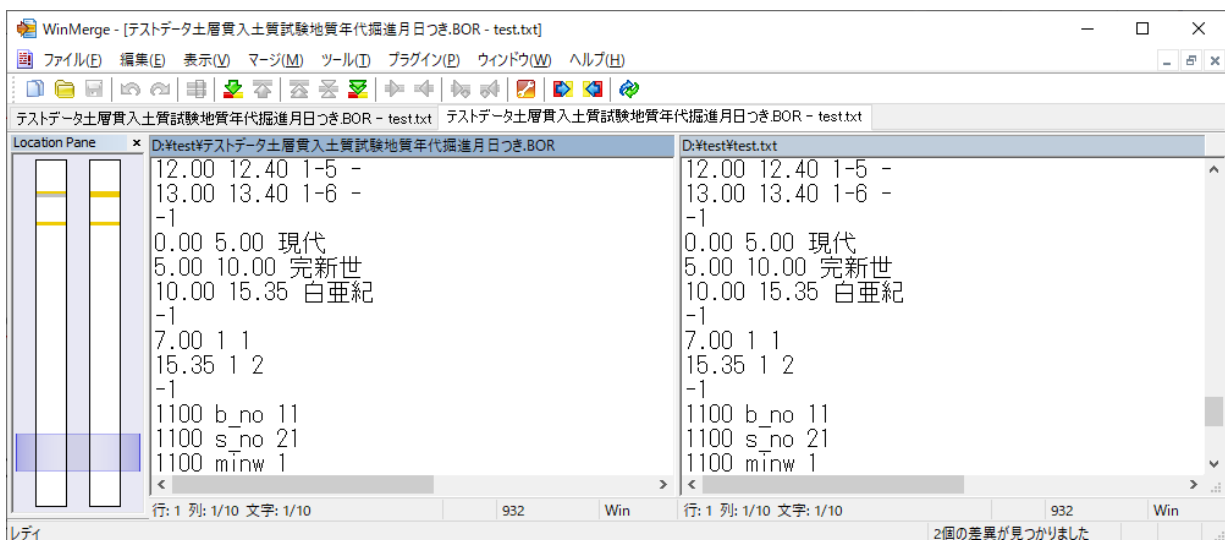 WinMerge - [テストデータ土層貫入土質試験地質年代掘進月日つき.BOR - test.txt]
ファイル(F) 編集(E) 表示(V) マージ(M) ツール(T) プラグイン(P) ウィンドウ(W) ヘルプ(H)
テストデータ土層貫入土質試験地質年代掘進月日つき.BOR - test.txt テストデータ土層貫入土質試験地質年代掘進月日つき.BOR - test.txt
Location Pane × D:¥test¥テストデータ土層貫入土質試験地質年代掘進月日つき.BOR D:¥test¥test.txt
12.00 12.40 1-5 - 12.00 12.40 1-5 -
13.00 13.40 1-6 - 13.00 13.40 1-6 -
-1 -1
0.00 5.00 現代 0.00 5.00 現代
5.00 10.00 完新世 5.00 10.00 完新世
10.00 15.35 白亜紀 10.00 15.35 白亜紀
-1 -1
7.00 1 1 7.00 1 1
15.35 1 2 15.35 1 2
-1 -1
1100 b_no 11 1100 b_no 11
1100 s_no 21 1100 s_no 21
1100 minw 1 1100 minw 1
行: 1 列: 1/10 文字: 1/10 932 Win 行: 1 列: 1/10 文字: 1/10 932 Win
レディ 2個の差異が見つかりました